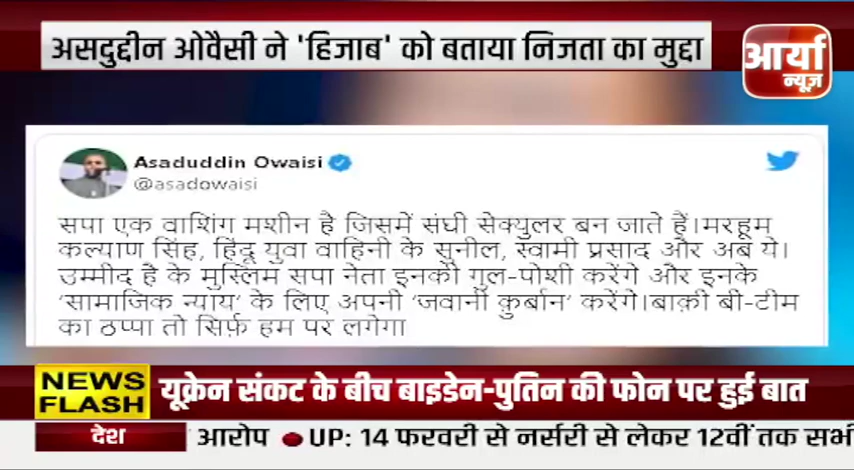 असदुद्दीन ओवैसी ने 'हिजाब' को बताया निजता का मुद्दा
आर्या
न्यूज़
Asaduddin Owaisi
@asadowaisi
सपा एक वाशिंग मशीन है जिसमें संघी सेक्युलर बन जाते हैं।मरहूम
कल्याण सिंह, हिंदू युवा वाहिनी के सुनील, स्वामी प्रसाद और अब ये।
उम्मीद है के मुस्लिम सपा नेता इनकी गुल-पोशी करेंगे और इनके
‘सामाजिक न्याय’ के लिए अपनी ‘जवानी क़ुर्बान’ करेंगे।बाक़ी बी-टीम
का ठप्पा तो सिर्फ़ हम पर लगेगा
NEWS
FLASH
यूक्रेन संकट के बीच बाइडेन-पुतिन की फोन पर हुई बात
देश
आरोप ● UP: 14 फरवरी से नर्सरी से लेकर 12वीं तक सभी